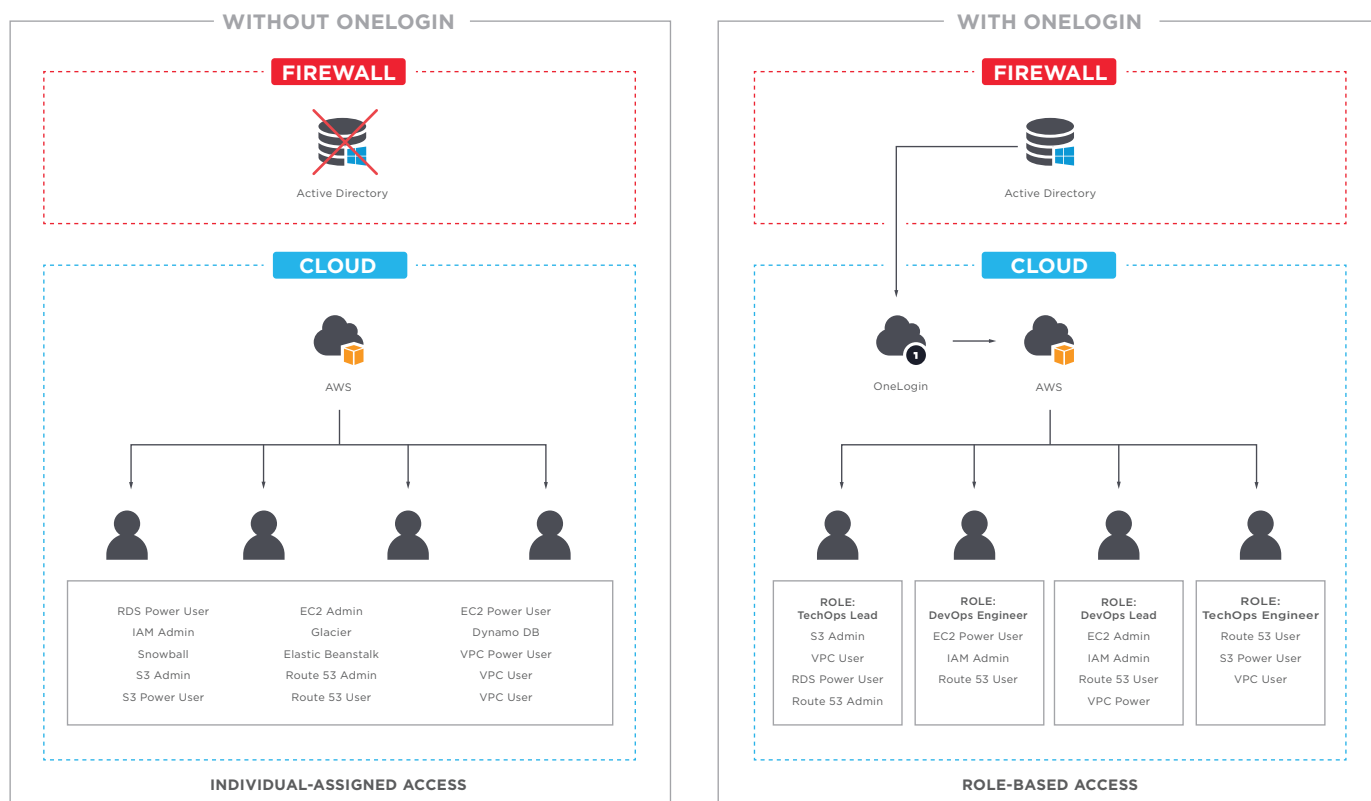 WITHOUT ONELOGIN
FIREWALL
Active Directory
CLOUD
AWS
RDS Power User
IAM Admin
Snowball
S3 Admin
S3 Power User
EC2 Admin
Glacier
Elastic Beanstalk
Route 53 Admin
Route 53 User
EC2 Power User
Dynamo DB
VPC Power User
VPC User
VPC User
INDIVIDUAL-ASSIGNED ACCESS
WITH ONELOGIN
FIREWALL
Active Directory
CLOUD
1
OneLogin
AWS
ROLE:
TechOps Lead
S3 Admin
VPC User
RDS Power User
Route 53 Admin
ROLE:
DevOps Engineer
EC2 Power User
IAM Admin
Route 53 User
ROLE:
DevOps Lead
EC2 Admin
IAM Admin
Route 53 User
VPC Power
ROLE:
TechOps Engineer
Route 53 User
S3 Power User
VPC User
ROLE-BASED ACCESS